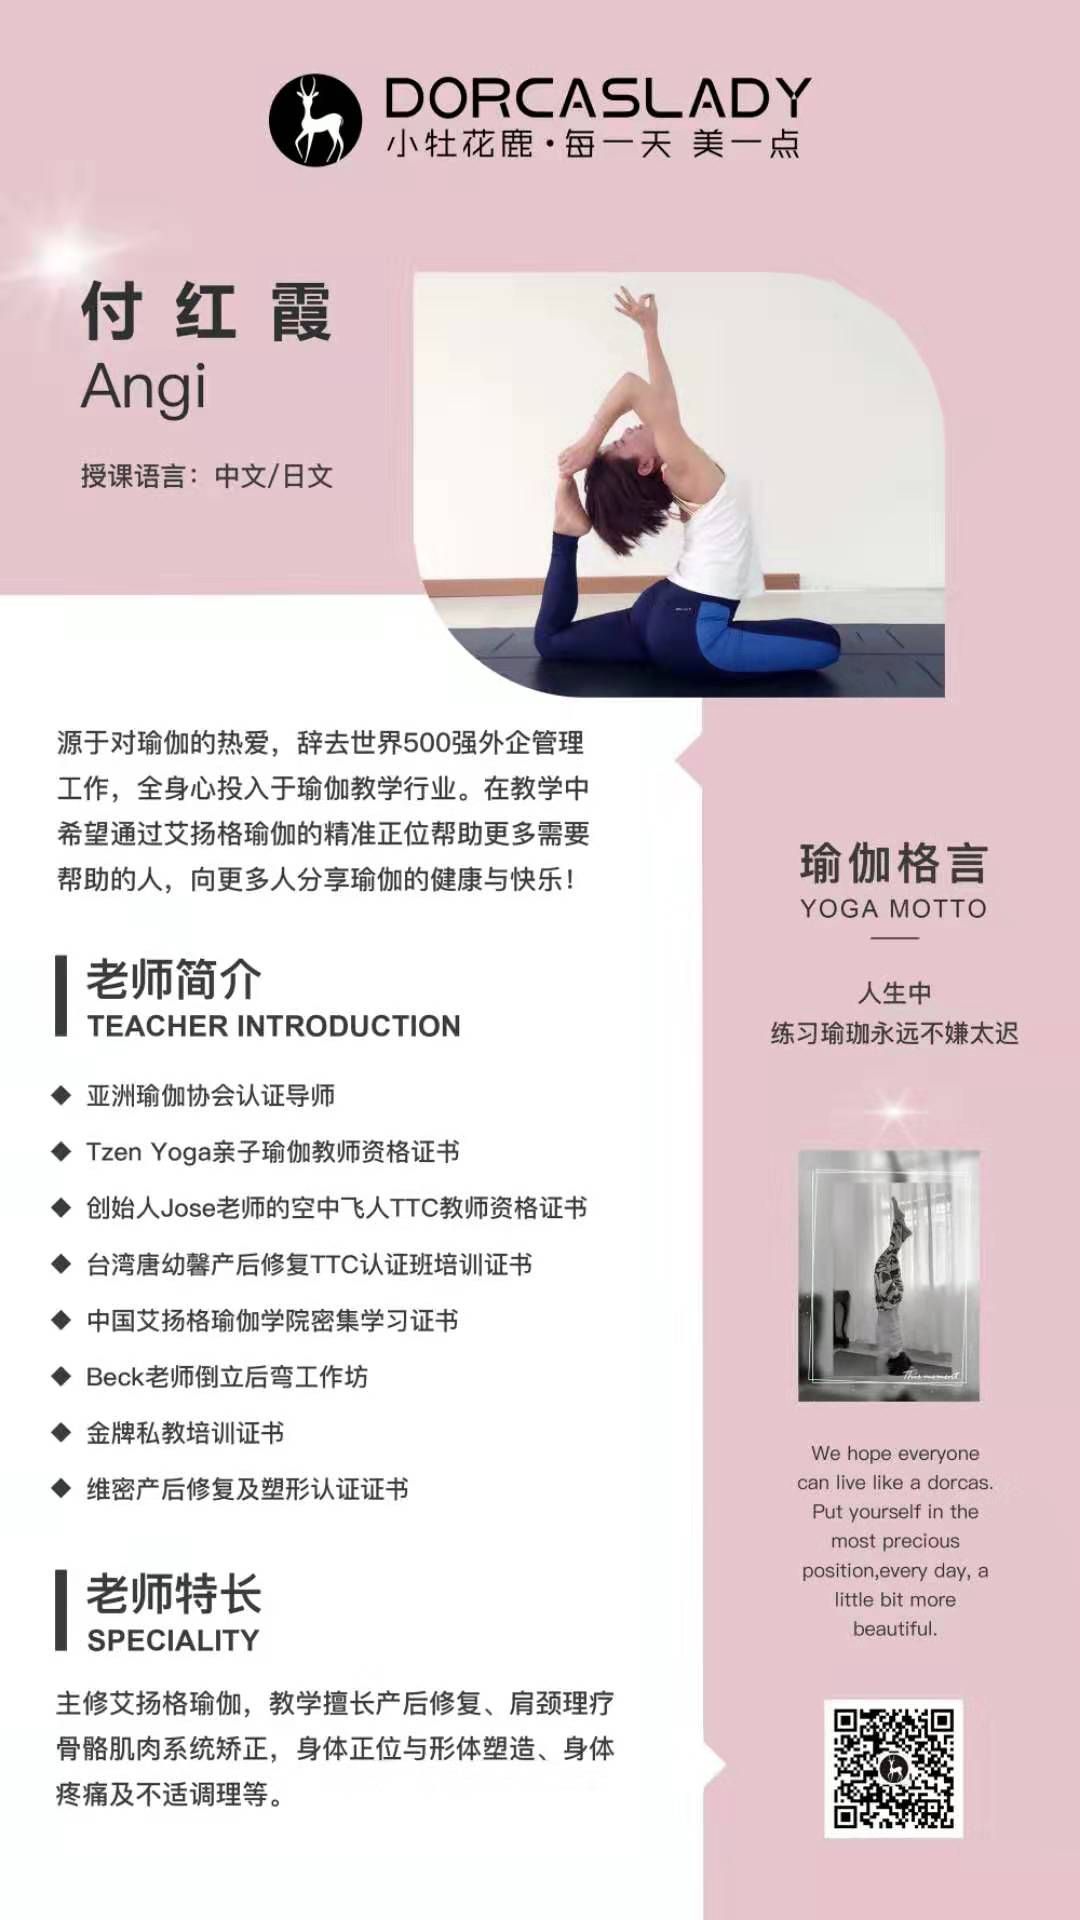 DORCASLADY
小牡花鹿·每一天 美一点
付红霞
Angi
授课语言：中文/日文
源于对瑜伽的热爱，辞去世界500强外企管理
工作，全身心投入于瑜伽教学行业。在教学中
希望通过艾扬格瑜伽的精准正位帮助更多需要
帮助的人，向更多人分享瑜伽的健康与快乐！
老师简介
TEACHER INTRODUCTION
亚洲瑜伽协会认证导师
Tzen Yoga亲子瑜伽教师资格证书
创始人Jose老师的空中飞人TTC教师资格证书
台湾唐幼馨产后修复TTC认证班培训证书
中国艾扬格瑜伽学院密集学习证书
Beck老师倒立后弯工作坊
金牌私教培训证书
维密产后修复及塑形认证证书
老师特长
SPECIALITY
主修艾扬格瑜伽，教学擅长产后修复、肩颈理疗
骨骼肌肉系统矫正，身体正位与形体塑造、身体
疼痛及不适调理等。
瑜伽格言
YOGA MOTTO
人生中
练习瑜珈永远不嫌太迟
This moment
We hope everyone
can live like a dorcas.
Put yourself in the
most precious
position,every day, a
little bit more
beautiful.